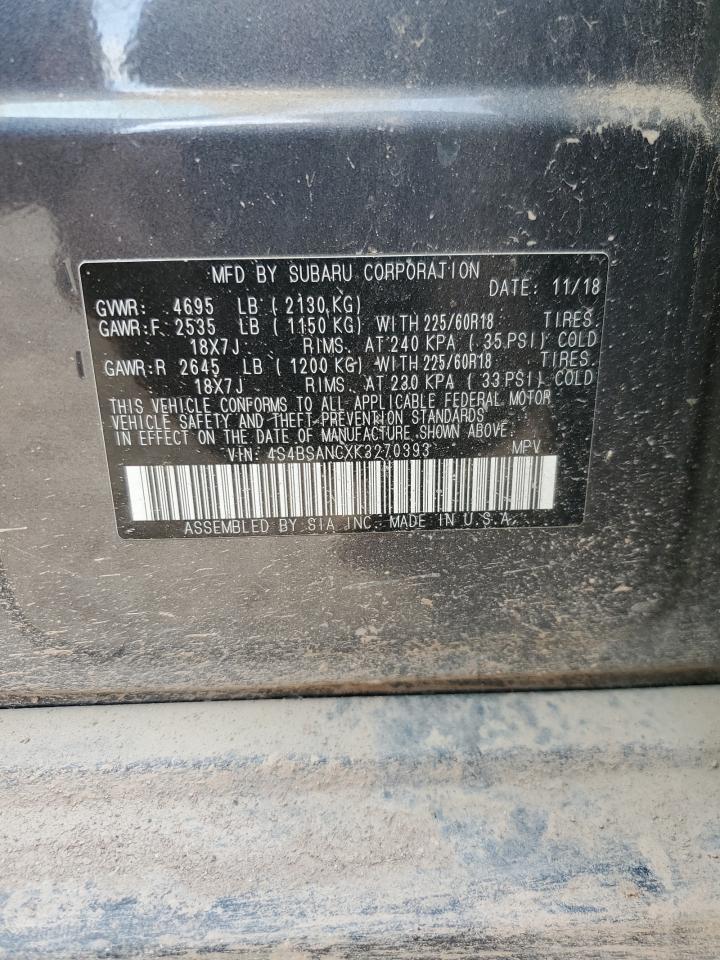 MFD BY SUBARU CORPORATION DATE: 11/18
GVWR: 4695 LB ( 2130 KG)
GAWR:F 2535 LB ( 1150 KG) WITH 225/60R18 TIRES.
18X7J RIMS. AT 240 KPA ( 35 PSI) COLD
GAWR:R 2645 LB ( 1200 KG) WITH 225/60R18 TIRES.
18X7J RIMS. AT 230 KPA ( 33 PSI) COLD
THIS VEHICLE CONFORMS TO ALL APPLICABLE FEDERAL MOTOR
VEHICLE SAFETY AND THEFT PREVENTION STANDARDS
IN EFFECT ON THE DATE OF MANUFACTURE SHOWN ABOVE.
VIN: 4S4BSANCXK3270393 MPV
ASSEMBLED BY SIA INC. MADE IN U.S.A.